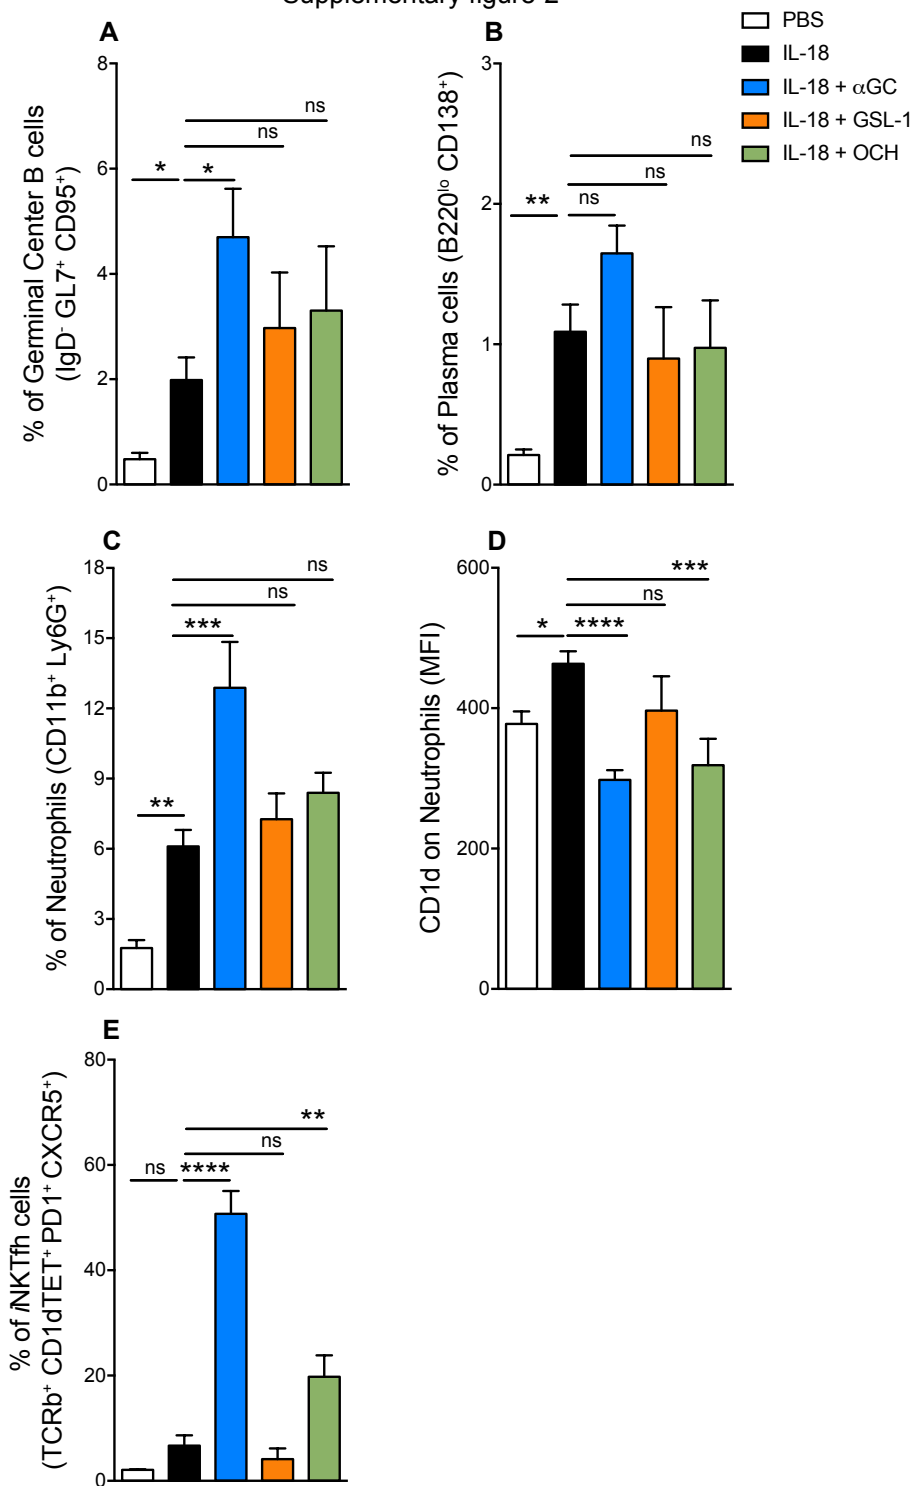 Supplementary figure 2
PBS
IL-18
IL-18 + αGC
IL-18 + GSL-1
IL-18 + OCH
A
% of Germinal Center B cells
(IgD⁻ GL7⁺ CD95⁺)
8
6
4
2
0
*
*
ns
ns
B
% of Plasma cells (B220ˡᵒ CD138⁺)
3
2
1
0
**
ns
ns
ns
C
% of Neutrophils (CD11b⁺ Ly6G⁺)
18
15
12
9
6
3
0
**
***
ns
ns
D
CD1d on Neutrophils (MFI)
600
400
200
0
*
****
ns
***
E
% of iNKTfh cells
(TCRb⁺ CD1dTET⁺ PD1⁺ CXCR5⁺)
80
60
40
20
0
ns
****
ns
**